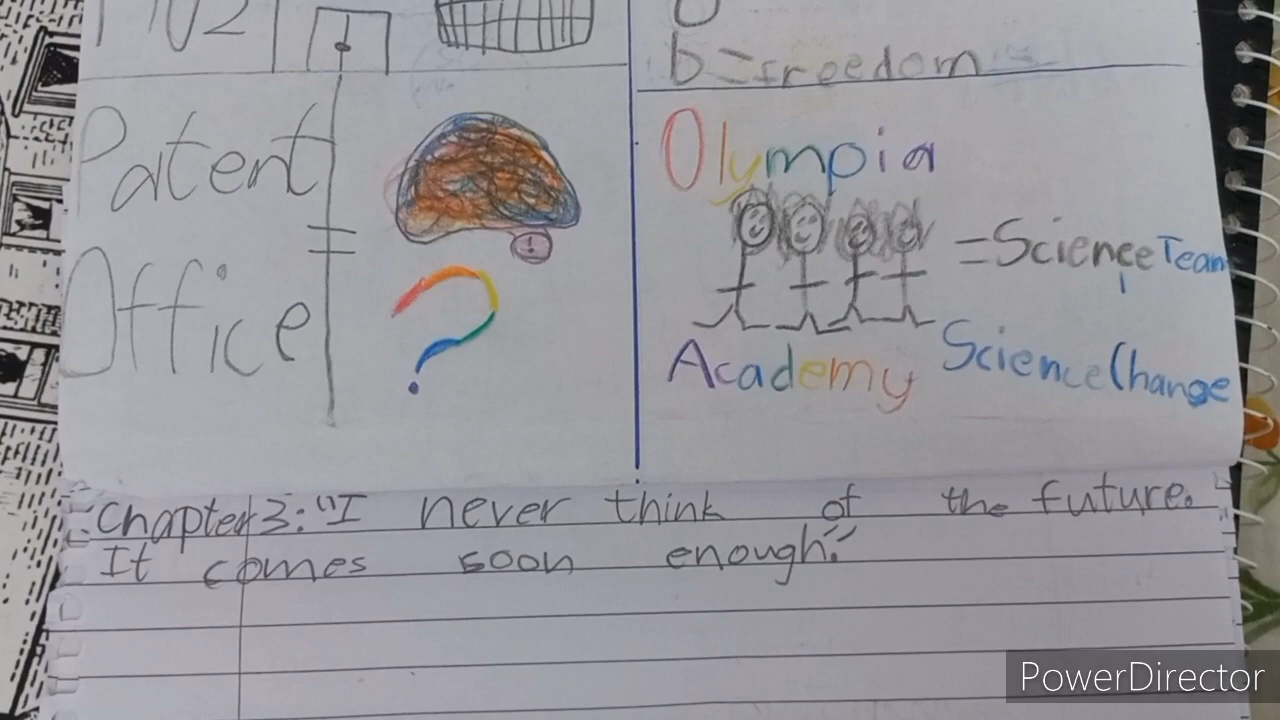 1902
b=freedom
Patent
=
Office
?
Olympia
=Science Team
Academy
Science Change
Chapter 3: "I never think of the future.
It comes soon enough."
PowerDirector